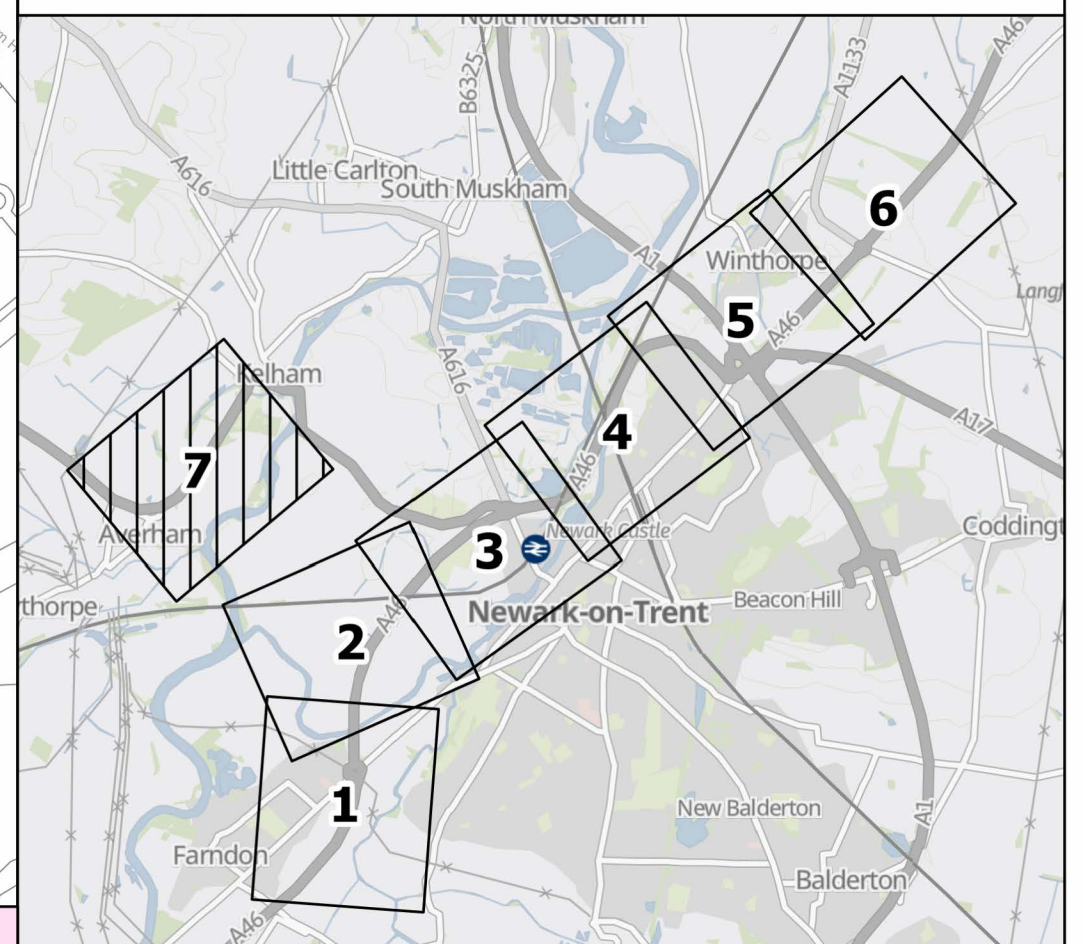 North Muskham
A46
A1133
B6325
Little Carlton
A616
South Muskham
6
A1
Winthorpe
5
A46
Kelham
A616
A17
4
7
A46
Averham
Newark Castle
Coddingt
3
Beacon Hill
thorpe
A46
Newark-on-Trent
2
1
New Balderton
A1
Farndon
Balderton
A46